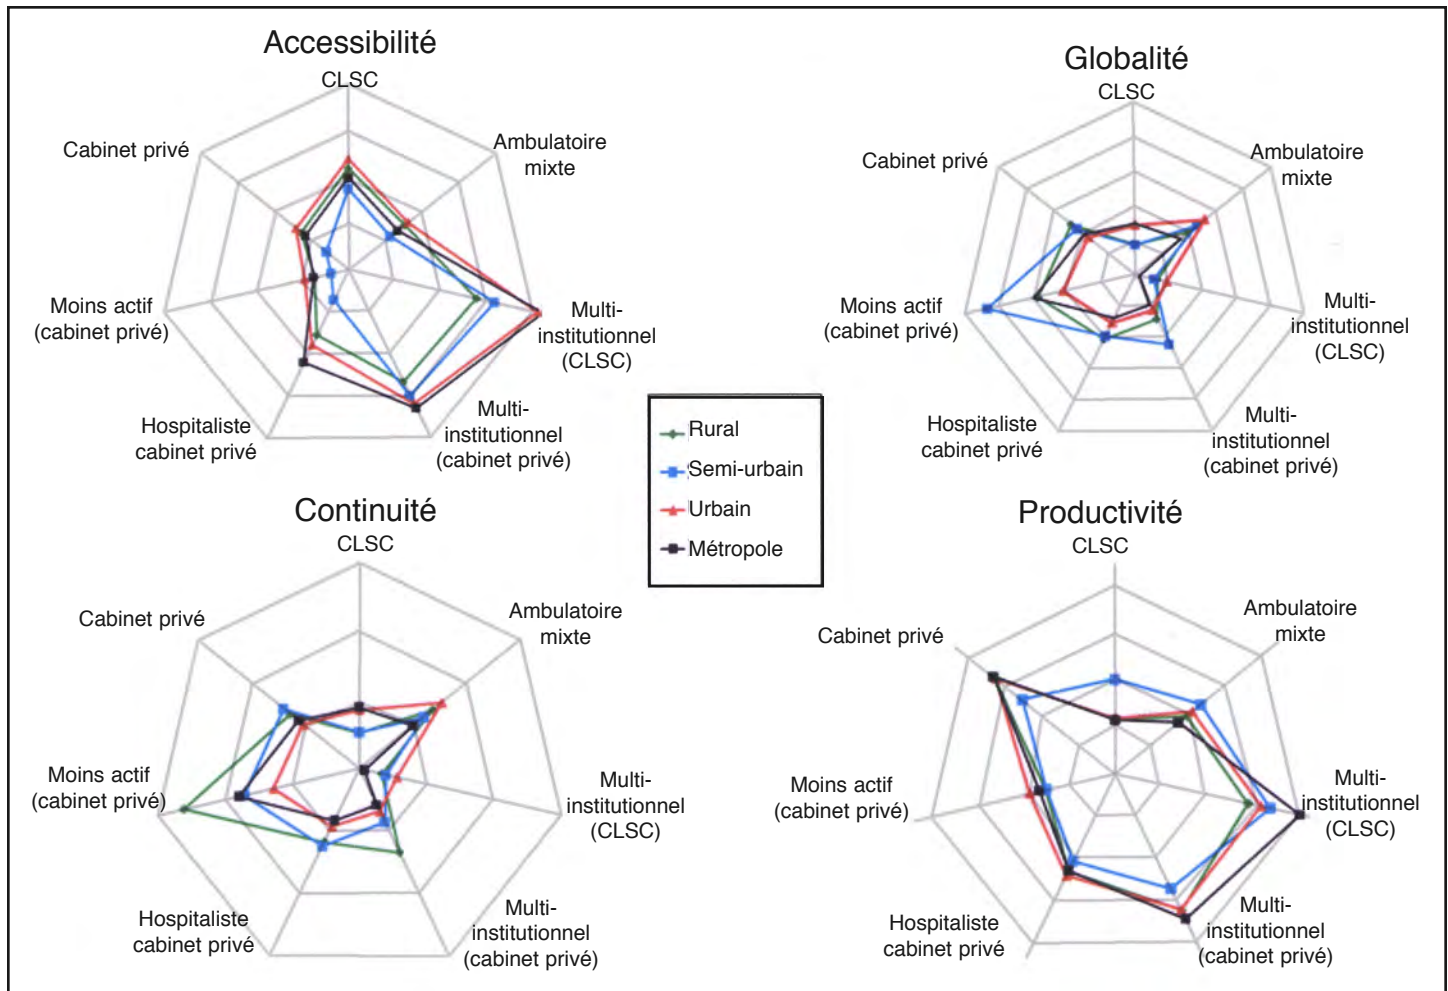 Accessibilité
CLSC
Ambulatoire
mixte
Multi-
institutionnel
(CLSC)
Multi-
institutionnel
(cabinet privé)
Hospitaliste
cabinet privé
Moins actif
(cabinet privé)
Cabinet privé
Globalité
CLSC
Ambulatoire
mixte
Multi-
institutionnel
(CLSC)
Multi-
institutionnel
(cabinet privé)
Hospitaliste
cabinet privé
Moins actif
(cabinet privé)
Cabinet privé
Rural
Semi-urbain
Urbain
Métropole
Continuité
CLSC
Ambulatoire
mixte
Multi-
institutionnel
(CLSC)
Multi-
institutionnel
(cabinet privé)
Hospitaliste
cabinet privé
Moins actif
(cabinet privé)
Cabinet privé
Productivité
CLSC
Ambulatoire
mixte
Multi-
institutionnel
(CLSC)
Multi-
institutionnel
(cabinet privé)
Hospitaliste
cabinet privé
Moins actif
(cabinet privé)
Cabinet privé